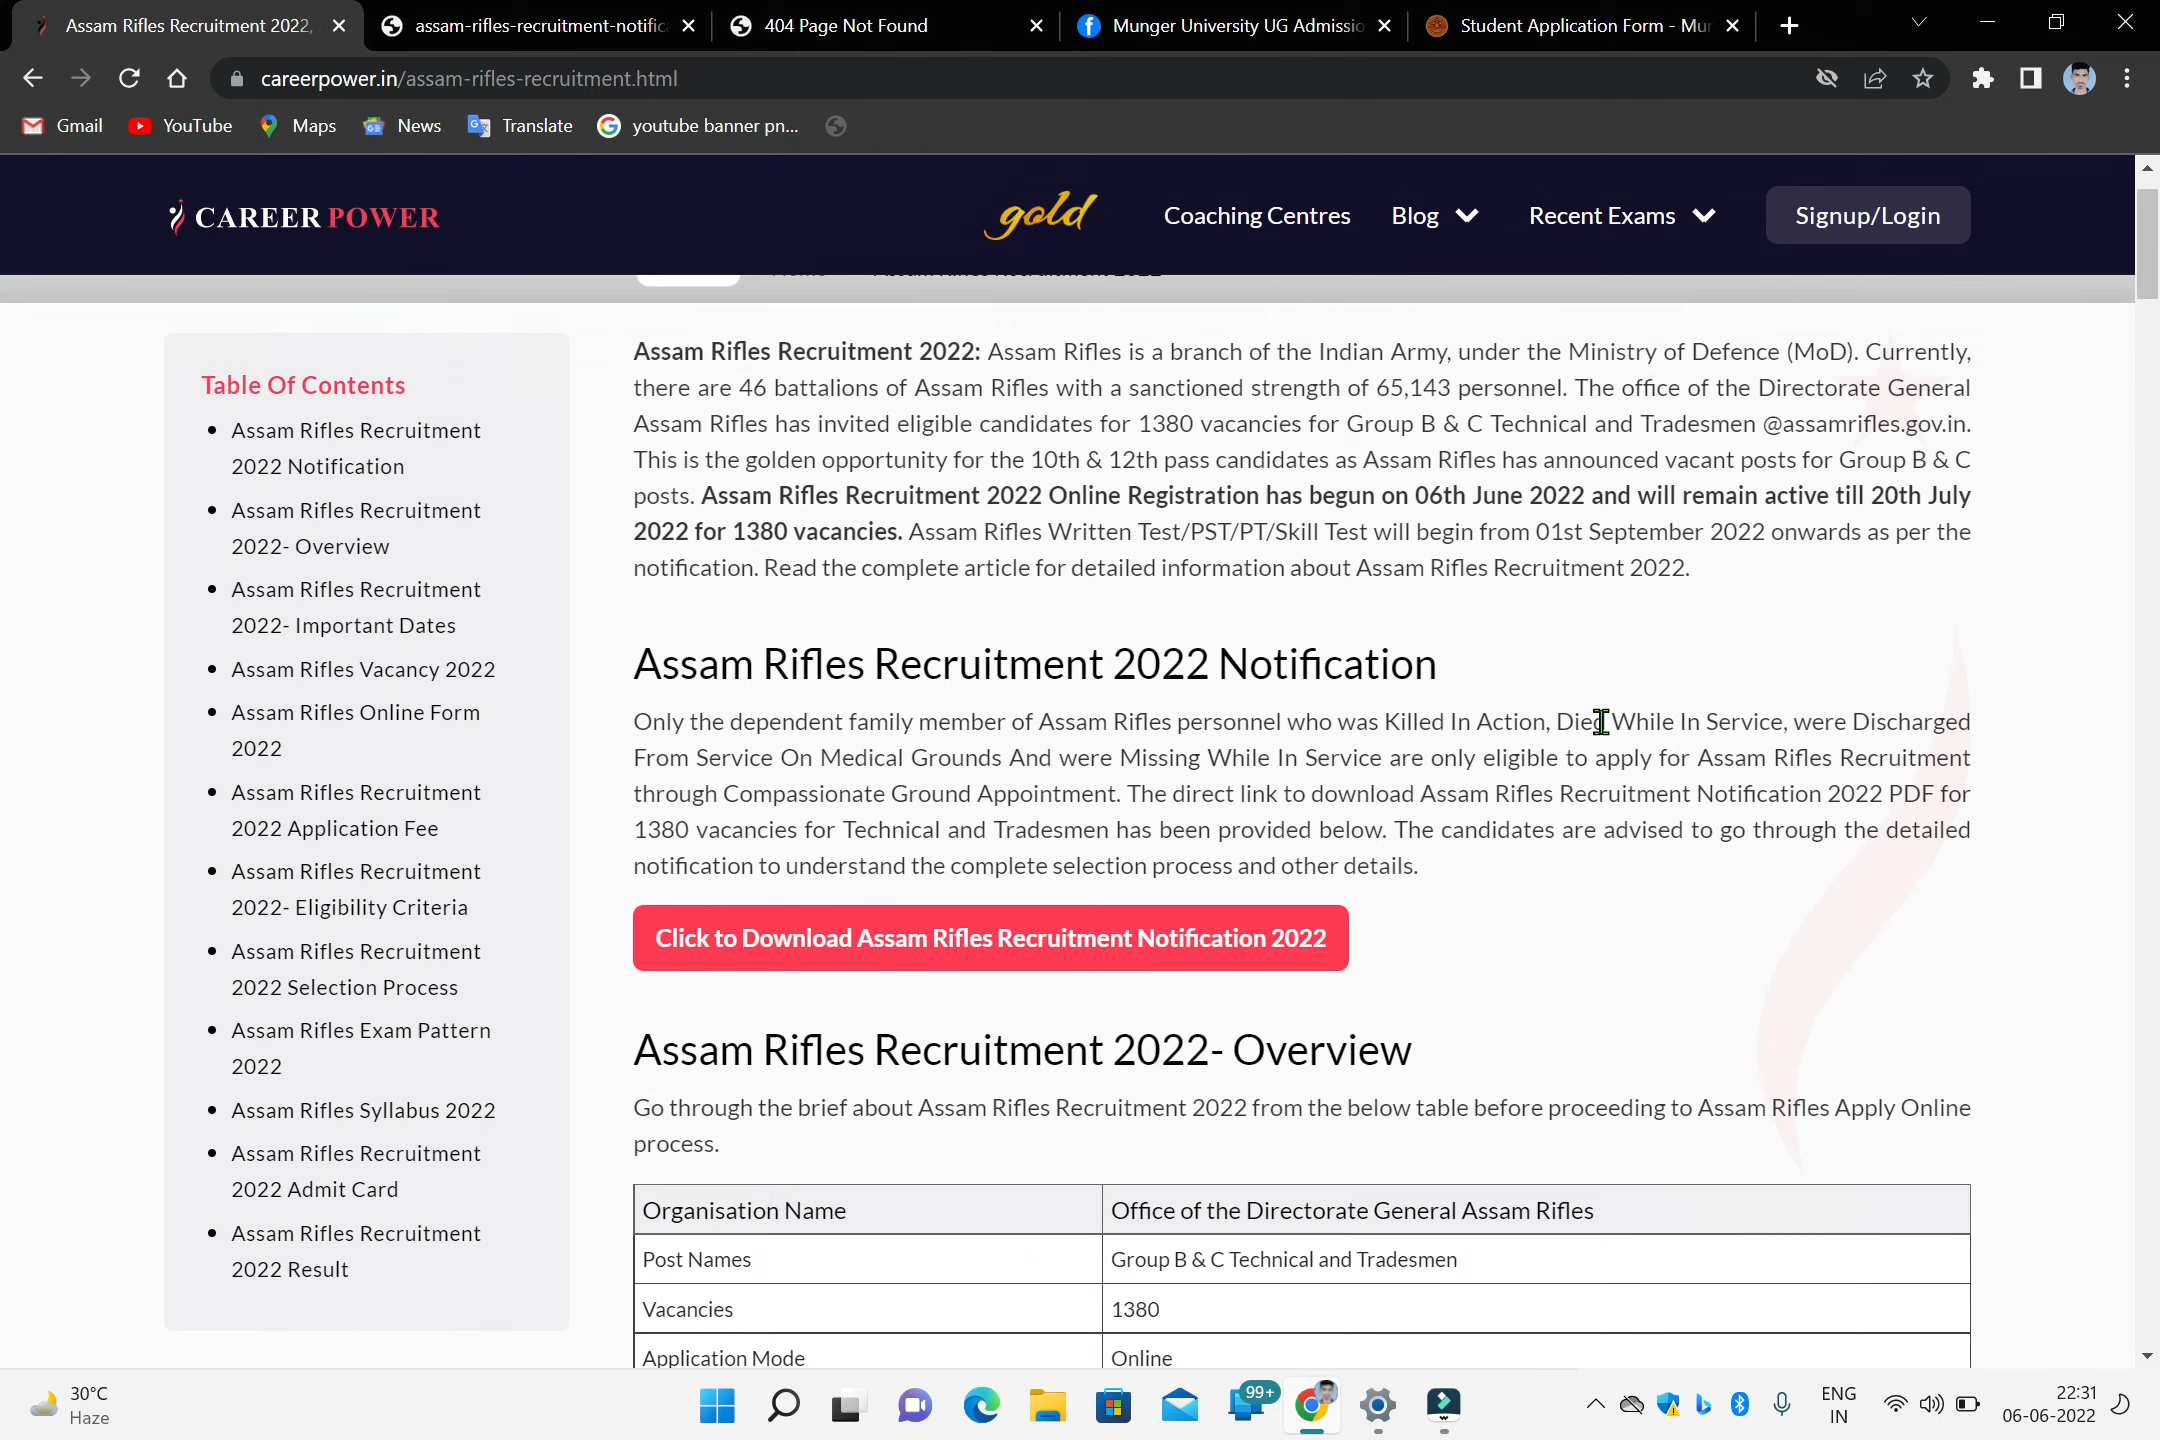 Assam Rifles Recruitment 2022,
assam-rifles-recruitment-notific
404 Page Not Found
Munger University UG Admissio
Student Application Form - Mu
careerpower.in/assam-rifles-recruitment.html
Gmail
YouTube
Maps
News
Translate
youtube banner pn...
CAREER POWER
gold
Coaching Centres
Blog
Recent Exams
Signup/Login
Table Of Contents
Assam Rifles Recruitment
2022 Notification
Assam Rifles Recruitment
2022- Overview
Assam Rifles Recruitment
2022- Important Dates
Assam Rifles Vacancy 2022
Assam Rifles Online Form
2022
Assam Rifles Recruitment
2022 Application Fee
Assam Rifles Recruitment
2022- Eligibility Criteria
Assam Rifles Recruitment
2022 Selection Process
Assam Rifles Exam Pattern
2022
Assam Rifles Syllabus 2022
Assam Rifles Recruitment
2022 Admit Card
Assam Rifles Recruitment
2022 Result
Assam Rifles Recruitment 2022: Assam Rifles is a branch of the Indian Army, under the Ministry of Defence (MoD). Currently,
there are 46 battalions of Assam Rifles with a sanctioned strength of 65,143 personnel. The office of the Directorate General
Assam Rifles has invited eligible candidates for 1380 vacancies for Group B & C Technical and Tradesmen @assamrifles.gov.in.
This is the golden opportunity for the 10th & 12th pass candidates as Assam Rifles has announced vacant posts for Group B & C
posts. Assam Rifles Recruitment 2022 Online Registration has begun on 06th June 2022 and will remain active till 20th July
2022 for 1380 vacancies. Assam Rifles Written Test/PST/PT/Skill Test will begin from 01st September 2022 onwards as per the
notification. Read the complete article for detailed information about Assam Rifles Recruitment 2022.
Assam Rifles Recruitment 2022 Notification
Only the dependent family member of Assam Rifles personnel who was Killed In Action, Died While In Service, were Discharged
From Service On Medical Grounds And were Missing While In Service are only eligible to apply for Assam Rifles Recruitment
through Compassionate Ground Appointment. The direct link to download Assam Rifles Recruitment Notification 2022 PDF for
1380 vacancies for Technical and Tradesmen has been provided below. The candidates are advised to go through the detailed
notification to understand the complete selection process and other details.
Click to Download Assam Rifles Recruitment Notification 2022
Assam Rifles Recruitment 2022- Overview
Go through the brief about Assam Rifles Recruitment 2022 from the below table before proceeding to Assam Rifles Apply Online
process.
Organisation Name Office of the Directorate General Assam Rifles
Post Names Group B & C Technical and Tradesmen
Vacancies 1380
Application Mode Online
30°C
Haze
99+
ENG
IN
22:31
06-06-2022